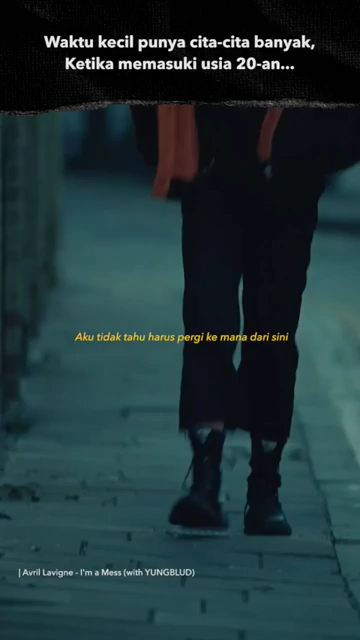 Waktu kecil punya cita-cita banyak,
Ketika memasuki usia 20-an...
Aku tidak tahu harus pergi ke mana dari sini
| Avril Lavigne - I'm a Mess (with YUNGBLUD)